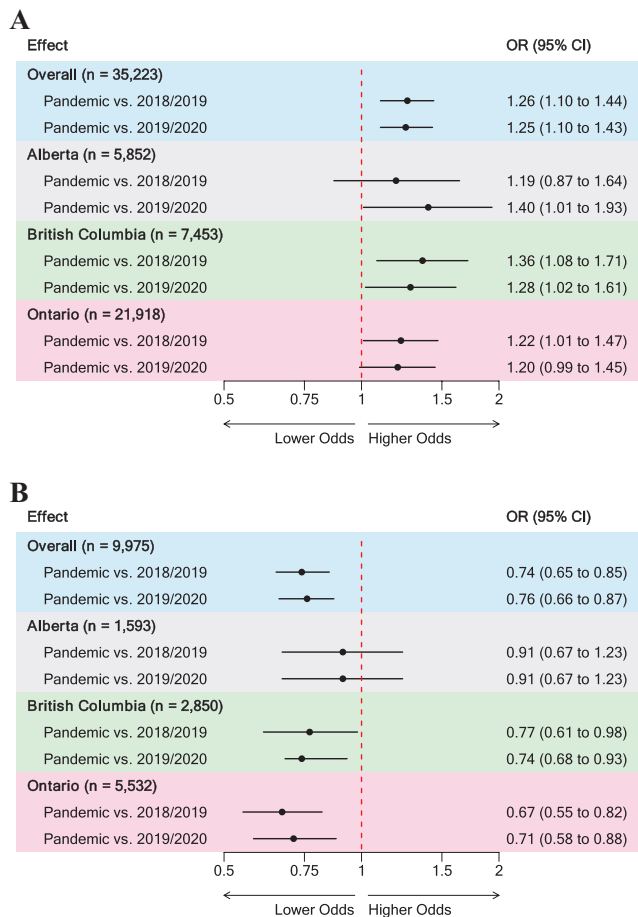 A
Effect OR (95% CI)
Overall (n = 35,223)
Pandemic vs. 2018/2019 1.26 (1.10 to 1.44)
Pandemic vs. 2019/2020 1.25 (1.10 to 1.43)
Alberta (n = 5,852)
Pandemic vs. 2018/2019 1.19 (0.87 to 1.64)
Pandemic vs. 2019/2020 1.40 (1.01 to 1.93)
British Columbia (n = 7,453)
Pandemic vs. 2018/2019 1.36 (1.08 to 1.71)
Pandemic vs. 2019/2020 1.28 (1.02 to 1.61)
Ontario (n = 21,918)
Pandemic vs. 2018/2019 1.22 (1.01 to 1.47)
Pandemic vs. 2019/2020 1.20 (0.99 to 1.45)
0.5 0.75 1 1.5 2
Lower Odds Higher Odds
B
Effect OR (95% CI)
Overall (n = 9,975)
Pandemic vs. 2018/2019 0.74 (0.65 to 0.85)
Pandemic vs. 2019/2020 0.76 (0.66 to 0.87)
Alberta (n = 1,593)
Pandemic vs. 2018/2019 0.91 (0.67 to 1.23)
Pandemic vs. 2019/2020 0.91 (0.67 to 1.23)
British Columbia (n = 2,850)
Pandemic vs. 2018/2019 0.77 (0.61 to 0.98)
Pandemic vs. 2019/2020 0.74 (0.68 to 0.93)
Ontario (n = 5,532)
Pandemic vs. 2018/2019 0.67 (0.55 to 0.82)
Pandemic vs. 2019/2020 0.71 (0.58 to 0.88)
0.5 0.75 1 1.5 2
Lower Odds Higher Odds